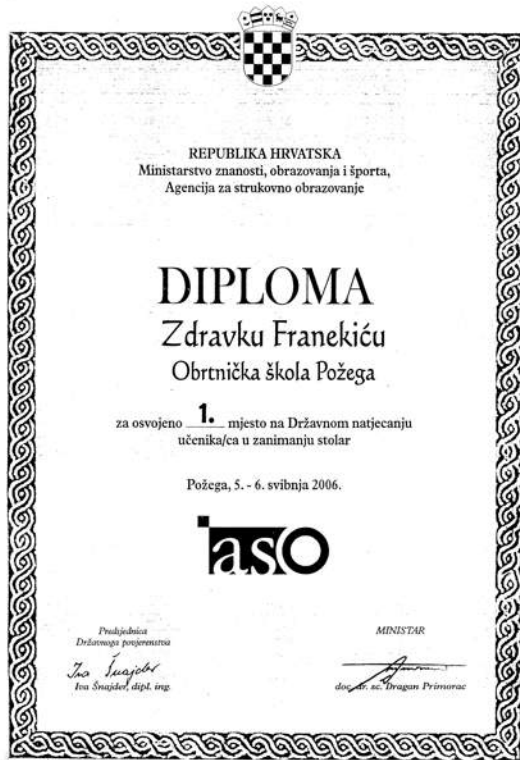 REPUBLIKA HRVATSKA
Ministarstvo znanosti, obrazovanja i športa,
Agencija za strukovno obrazovanje
DIPLOMA
Zdravku Franekiću
Obrtnička škola Požega
za osvojeno 1. mjesto na Državnom natjecanju
učenika/ca u zanimanju stolar
Požega, 5. - 6. svibnja 2006.
asO
Predsjednica
Državnoga povjerenstva
Iva Šnajder
Iva Šnajder, dipl. ing.
MINISTAR
doc. dr. sc. Dragan Primorac